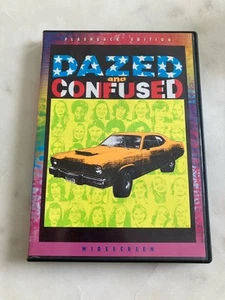 FLASHBACK EDITION
DAZED
and
CONFUSED
WIDESCREEN